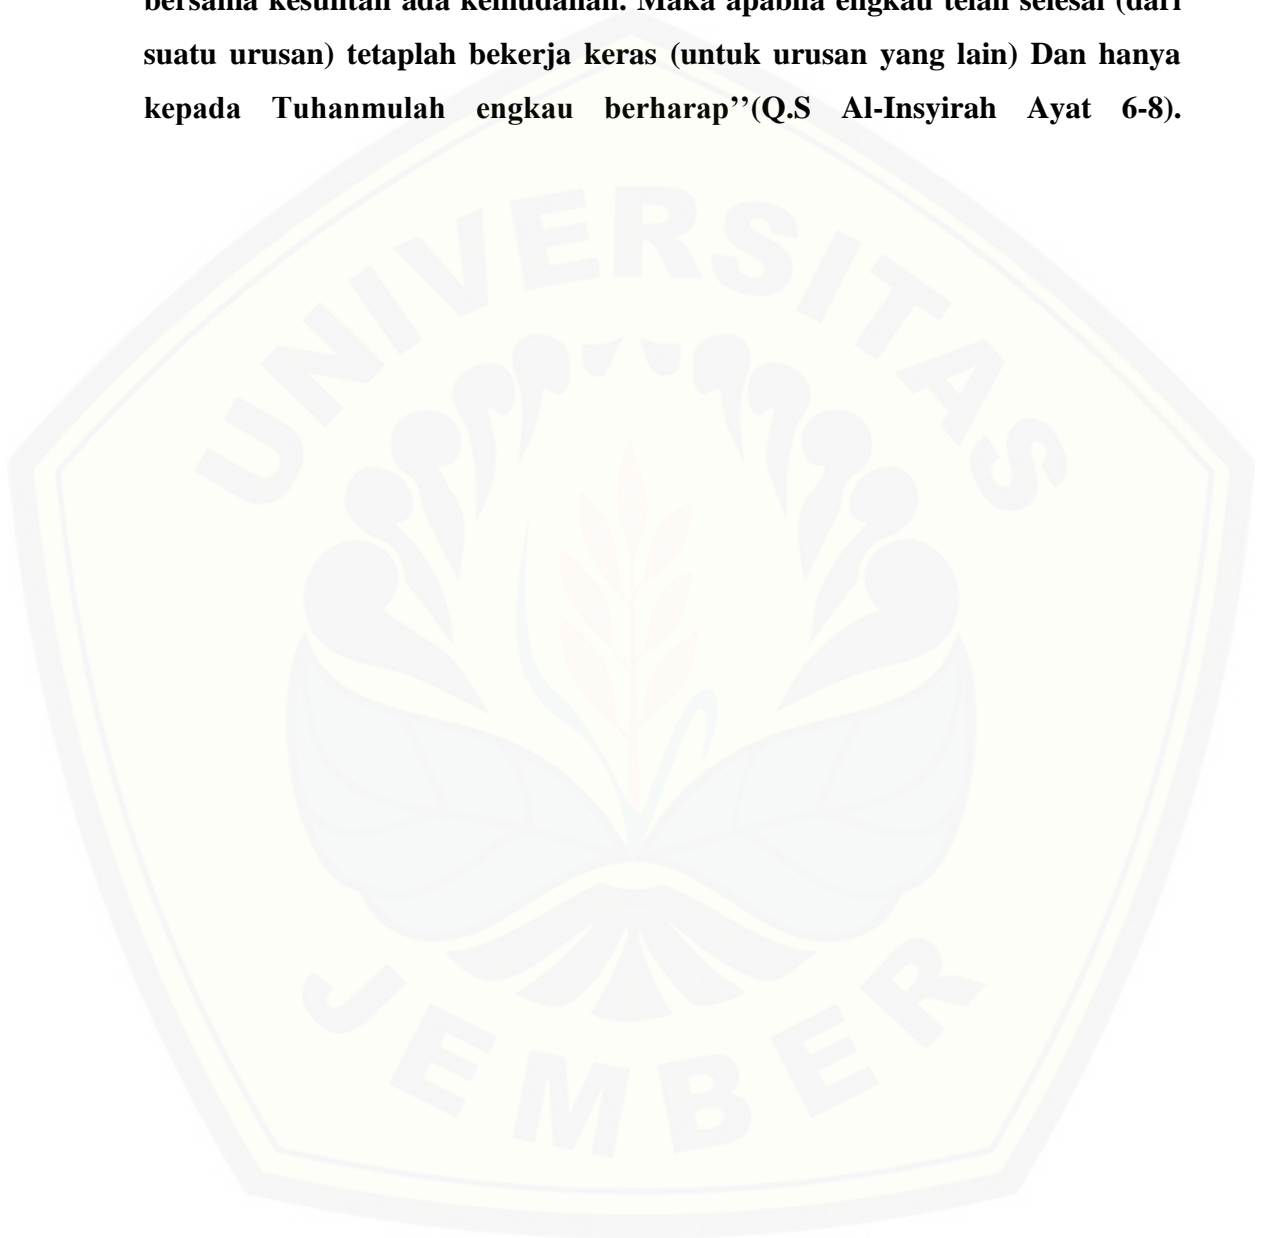 bersama kesulitan ada kemudahan. Maka apabila engkau telah selesai (dari
suatu urusan) tetaplah bekerja keras (untuk urusan yang lain) Dan hanya
kepada Tuhanmulah engkau berharap’’(Q.S Al-Insyirah Ayat 6-8).
UNIVERSITAS
JEMBER